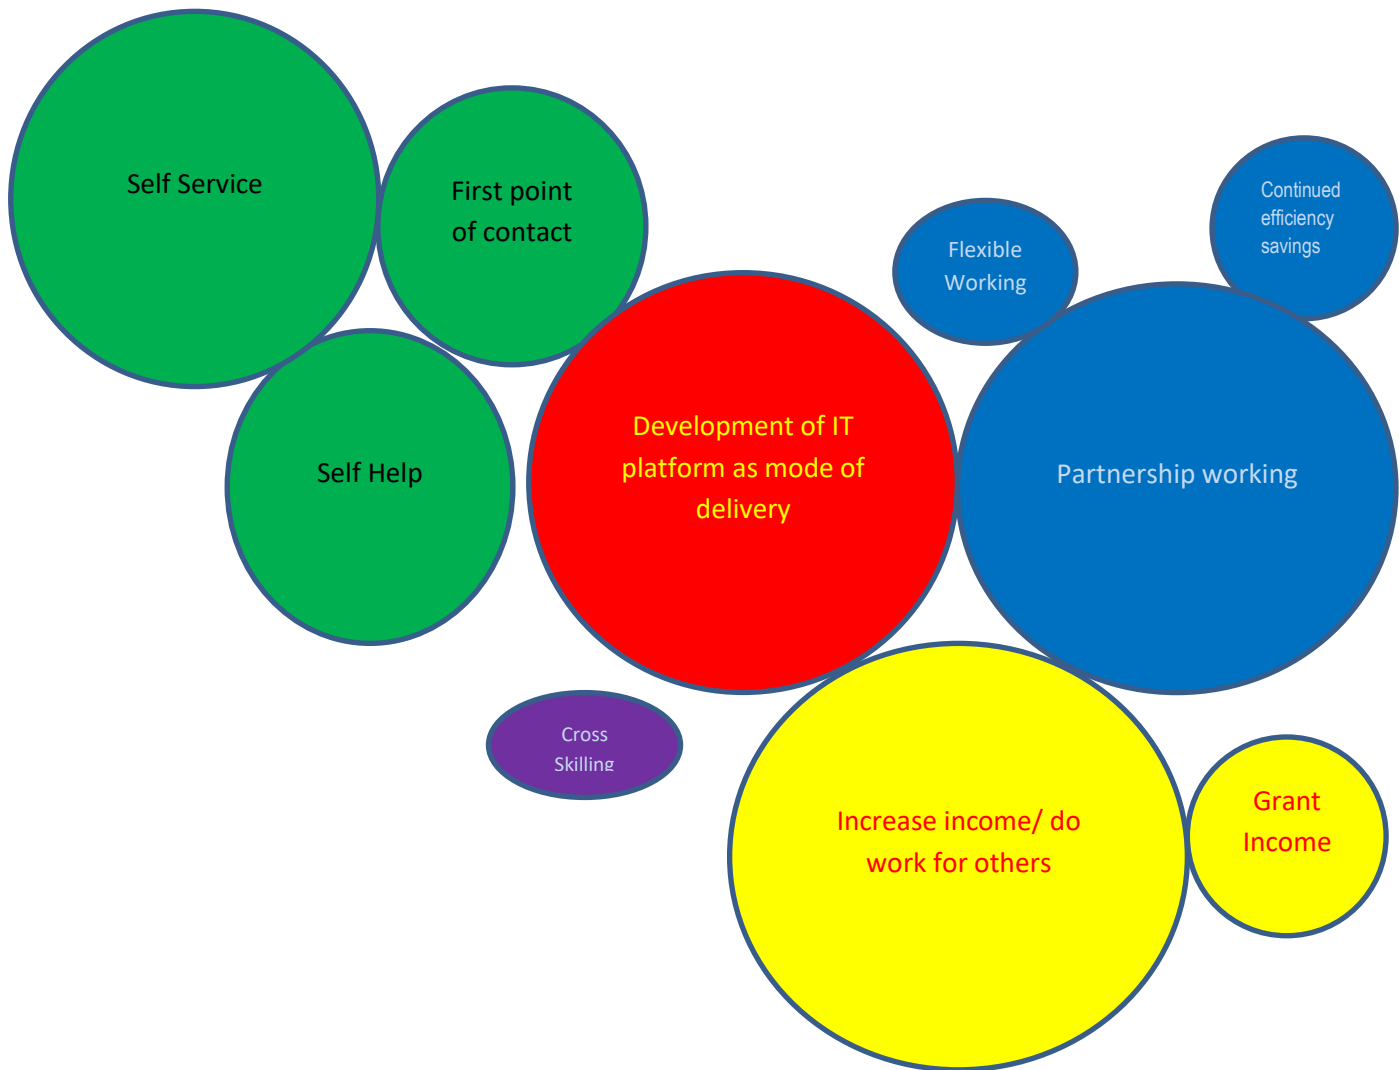 Self Service
First point
of contact
Continued
efficiency
savings
Flexible
Working
Self Help
Development of IT
platform as mode of
delivery
Partnership working
Cross
Skilling
Increase income/ do
work for others
Grant
Income